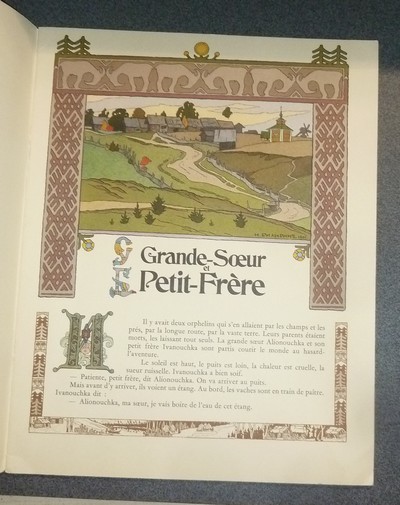 Grande-Sœur
et
Petit-Frère
Il y avait deux orphelins qui s'en allaient par les champs et les
prés, par la longue route, par la vaste terre. Leurs parents étaient
morts, les laissant tout seuls. La grande sœur Alionouchka et son
petit frère Ivanouchka sont partis courir le monde au hasard-
l'aventure.
Le soleil est haut, le puits est loin, la chaleur est cruelle, la
sueur ruisselle. Ivanouchka a bien soif.
— Patiente, petit frère, dit Alionouchka. On va arriver au puits.
Mais avant d'y arriver, ils voient un étang. Au bord, les vaches sont en train de paître.
Ivanouchka dit :
— Alionouchka, ma sœur, je vais boire de l'eau de cet étang.